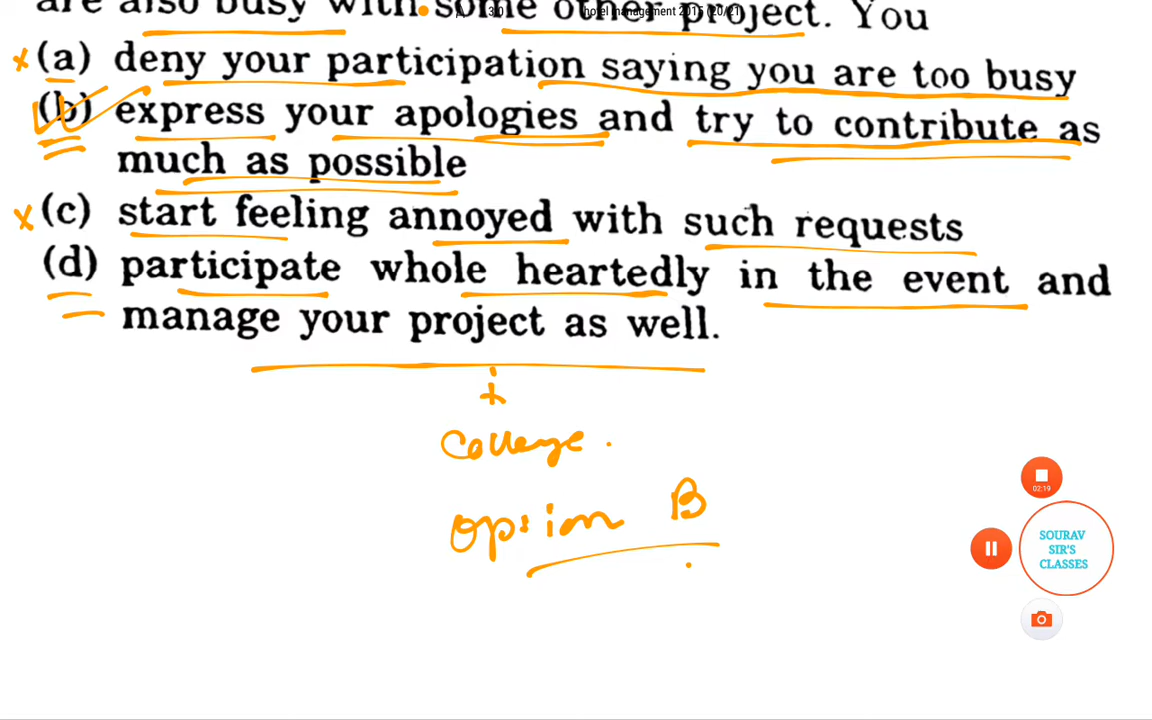 are also busy with some other project. You
hotel management 2015 (20/21
(a) deny your participation saying you are too busy
(b) express your apologies and try to contribute as
much as possible
(c) start feeling annoyed with such requests
(d) participate whole heartedly in the event and
manage your project as well.
College.
option B
02:19
SOURAV
SIR'S
CLASSES